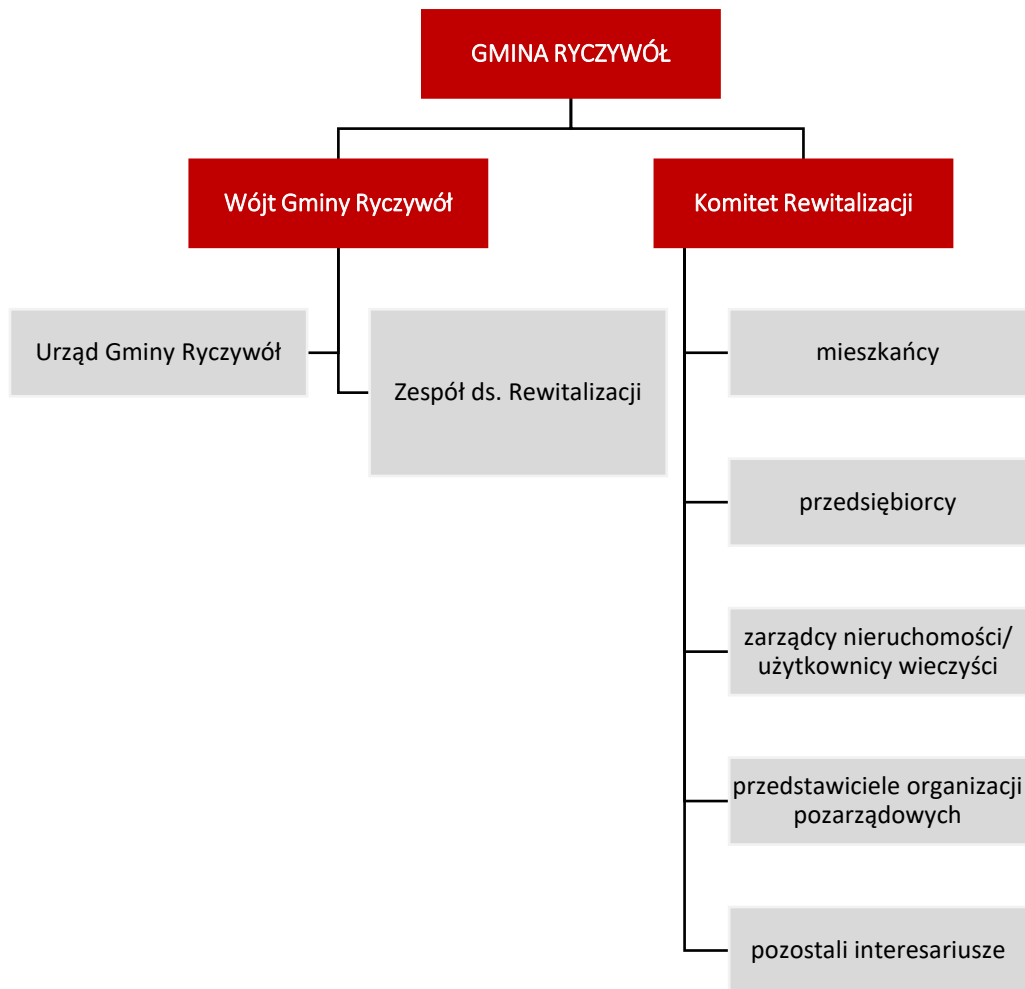 GMINA RYCZYWÓŁ
Wójt Gminy Ryczywół
Komitet Rewitalizacji
Urząd Gminy Ryczywół
Zespół ds. Rewitalizacji
mieszkańcy
przedsiębiorcy
zarządcy nieruchomości/
użytkownicy wieczyści
przedstawiciele organizacji
pozarządowych
pozostali interesariusze